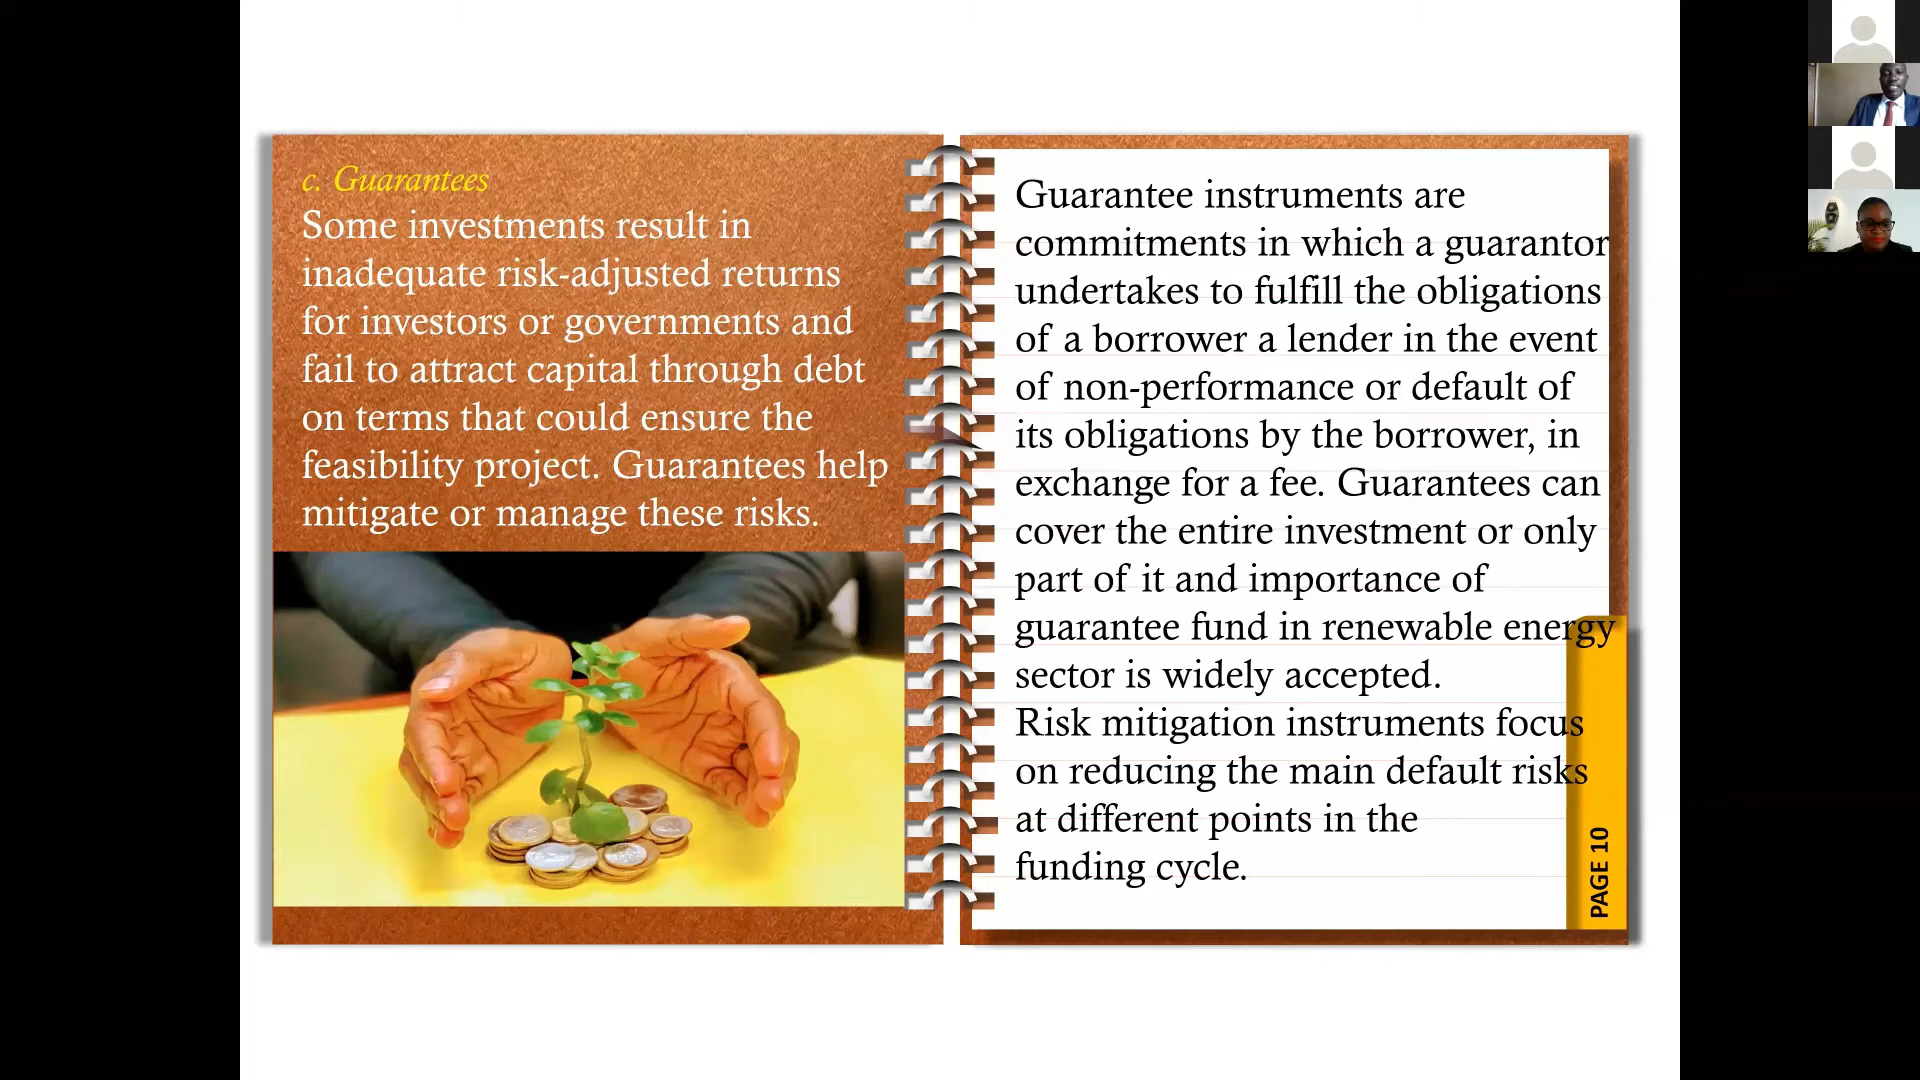 c. Guarantees
Some investments result in
inadequate risk-adjusted returns
for investors or governments and
fail to attract capital through debt
on terms that could ensure the
feasibility project. Guarantees help
mitigate or manage these risks.
Guarantee instruments are
commitments in which a guarantor
undertakes to fulfill the obligations
of a borrower a lender in the event
of non-performance or default of
its obligations by the borrower, in
exchange for a fee. Guarantees can
cover the entire investment or only
part of it and importance of
guarantee fund in renewable energy
sector is widely accepted.
Risk mitigation instruments focus
on reducing the main default risks
at different points in the
funding cycle.
PAGE 10